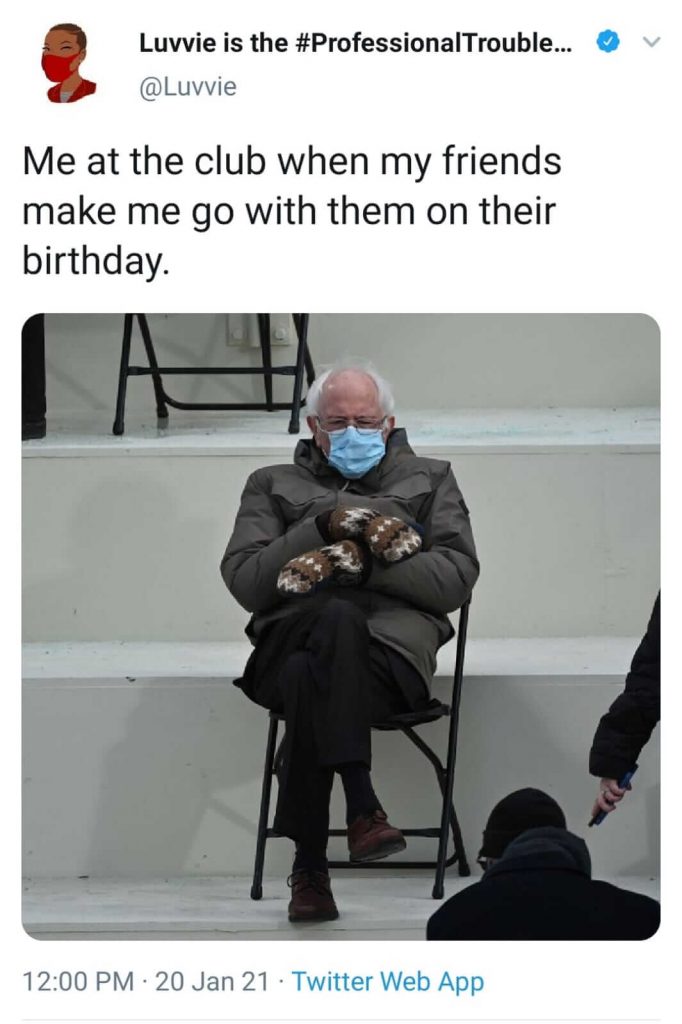 Luvvie is the #ProfessionalTrouble...
@Luvvie
Me at the club when my friends
make me go with them on their
birthday.
12:00 PM · 20 Jan 21 · Twitter Web App